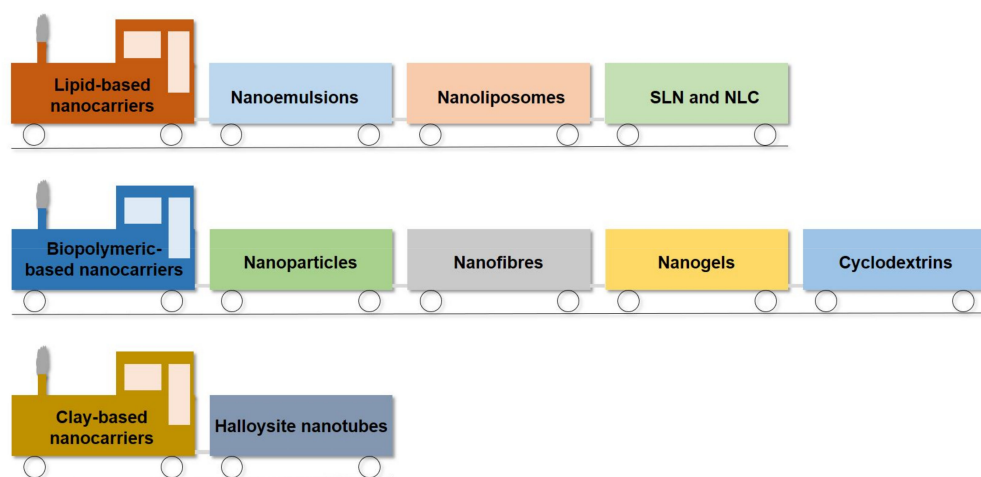 Lipid-based
nanocarriers
Nanoemulsions
Nanoliposomes
SLN and NLC
Biopolymeric-
based nanocarriers
Nanoparticles
Nanofibres
Nanogels
Cyclodextrins
Clay-based
nanocarriers
Halloysite nanotubes